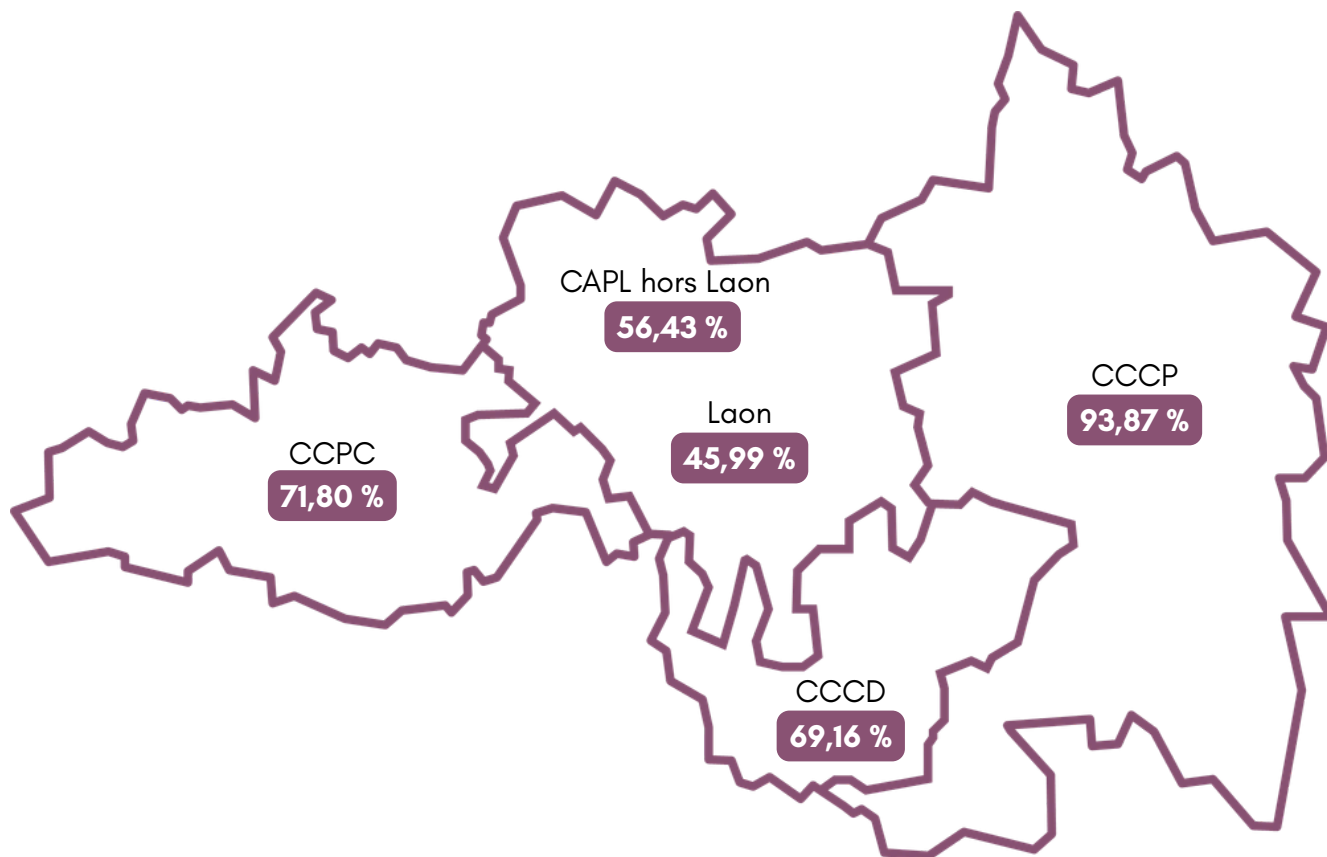 CAPL hors Laon
56,43 %
CCCP
93,87 %
Laon
45,99 %
CCPC
71,80 %
CCCD
69,16 %